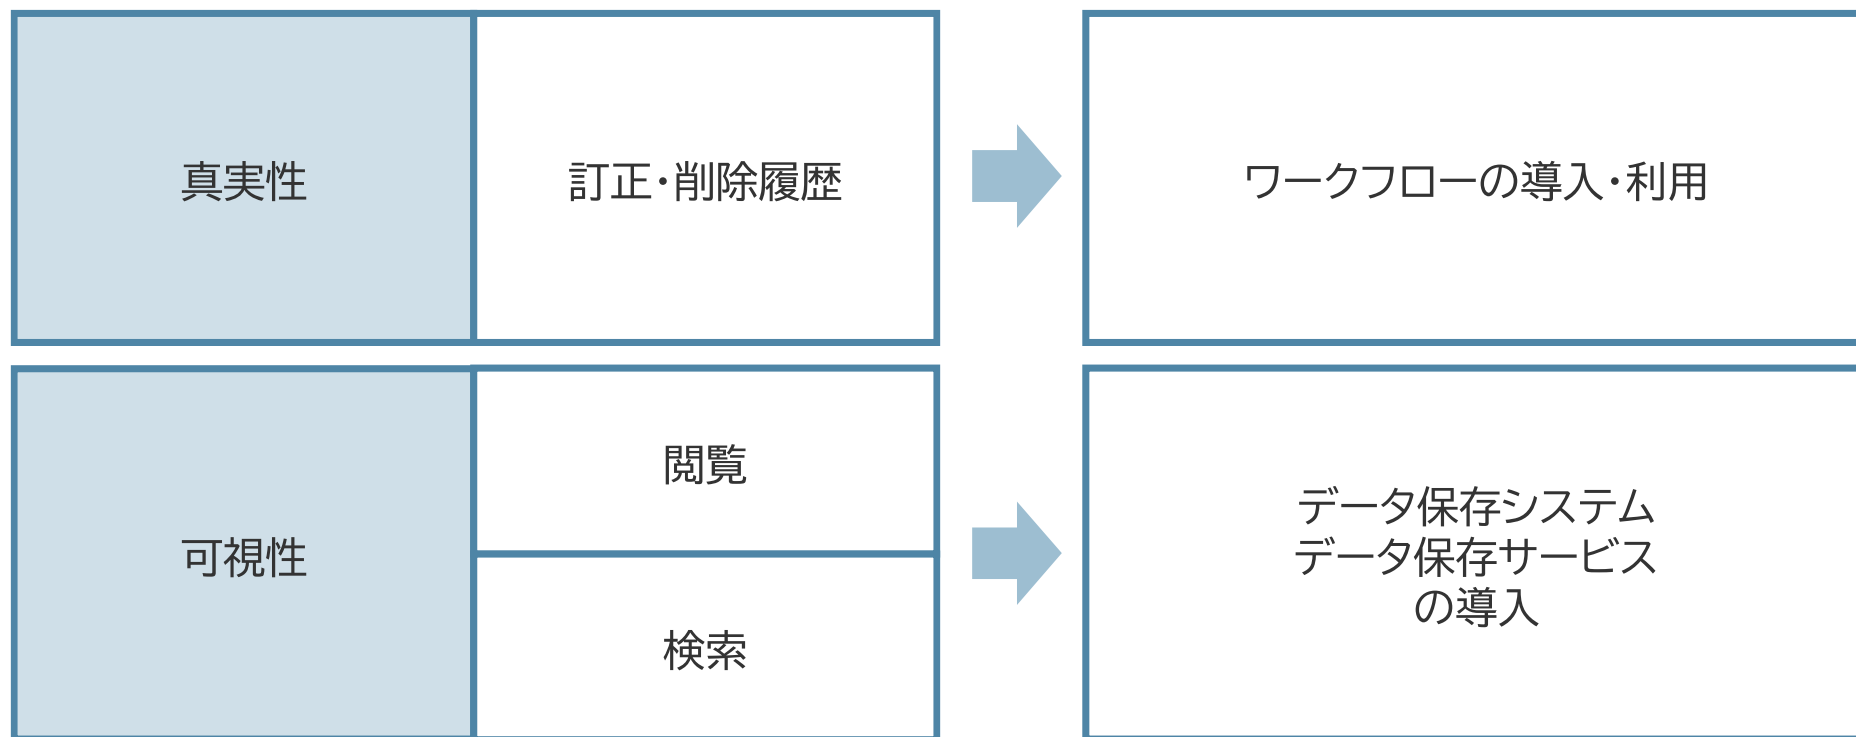 真実性
訂正・削除履歴
ワークフローの導入・利用
可視性
閲覧
検索
データ保存システム
データ保存サービス
の導入